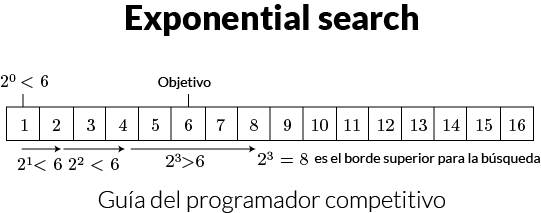 Exponential search
2⁰ < 6
Objetivo
1 2 3 4 5 6 7 8 9 10 11 12 13 14 15 16
2¹< 6 2² < 6 2³>6 2³ = 8 es el borde superior para la búsqueda
Guía del programador competitivo